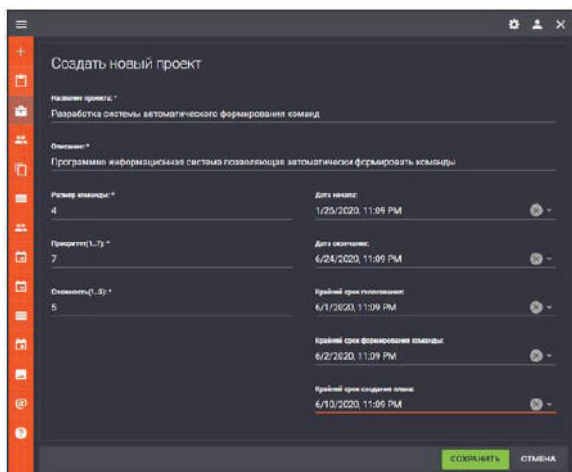 Создать новый проект
Название проекта: *
Разработка системы автоматического формирования команд
Описание: *
Программно информационная система позволяющая автоматически формировать команды
Размер команды: *
4
Дата начала:
1/25/2020, 11:09 PM
Приоритет(1..7): *
7
Дата окончания:
6/24/2020, 11:09 PM
Сложность(1..5): *
5
Крайний срок голосования:
6/1/2020, 11:09 PM
Крайний срок формирования команды:
6/2/2020, 11:09 PM
Крайний срок создания плана:
6/10/2020, 11:09 PM
СОХРАНИТЬ ОТМЕНА